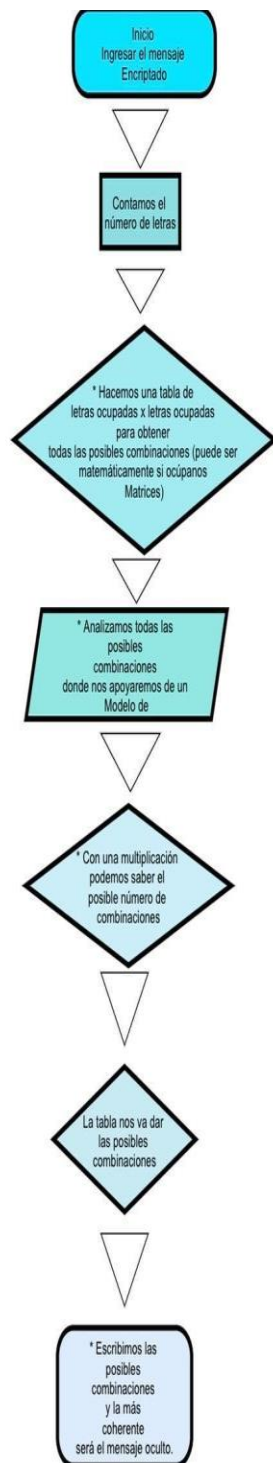 Inicio
Ingresar el mensaje
Encriptado
Contamos el
número de letras
* Hacemos una tabla de
letras ocupadas x letras ocupadas
para obtener
todas las posibles combinaciones (puede ser
matemáticamente si ocúpanos
Matrices)
* Analizamos todas las
posibles
combinaciones
donde nos apoyaremos de un
Modelo de
* Con una multiplicación
podemos saber el
posible número de
combinaciones
La tabla nos va dar
las posibles
combinaciones
* Escribimos las
posibles
combinaciones
y la más
coherente
será el mensaje oculto.